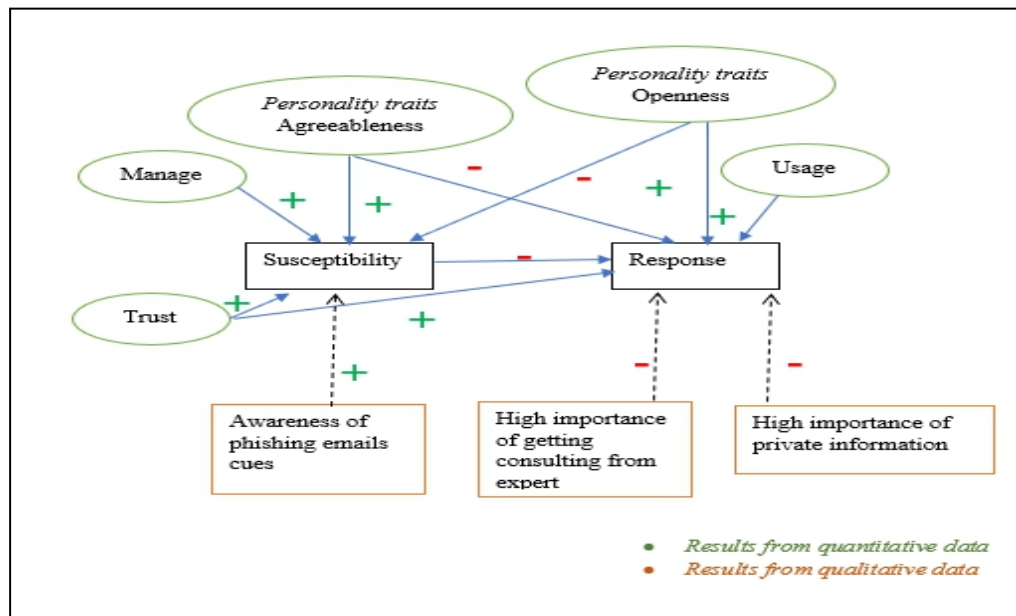 Personality traits
Agreeableness
Personality traits
Openness
Manage
Usage
-
-
+
+
+
+
Susceptibility
-
Response
+
Trust
+
+
-
-
Awareness of
phishing emails
cues
High importance
of getting
consulting from
expert
High importance of
private information
• Results from quantitative data
• Results from qualitative data